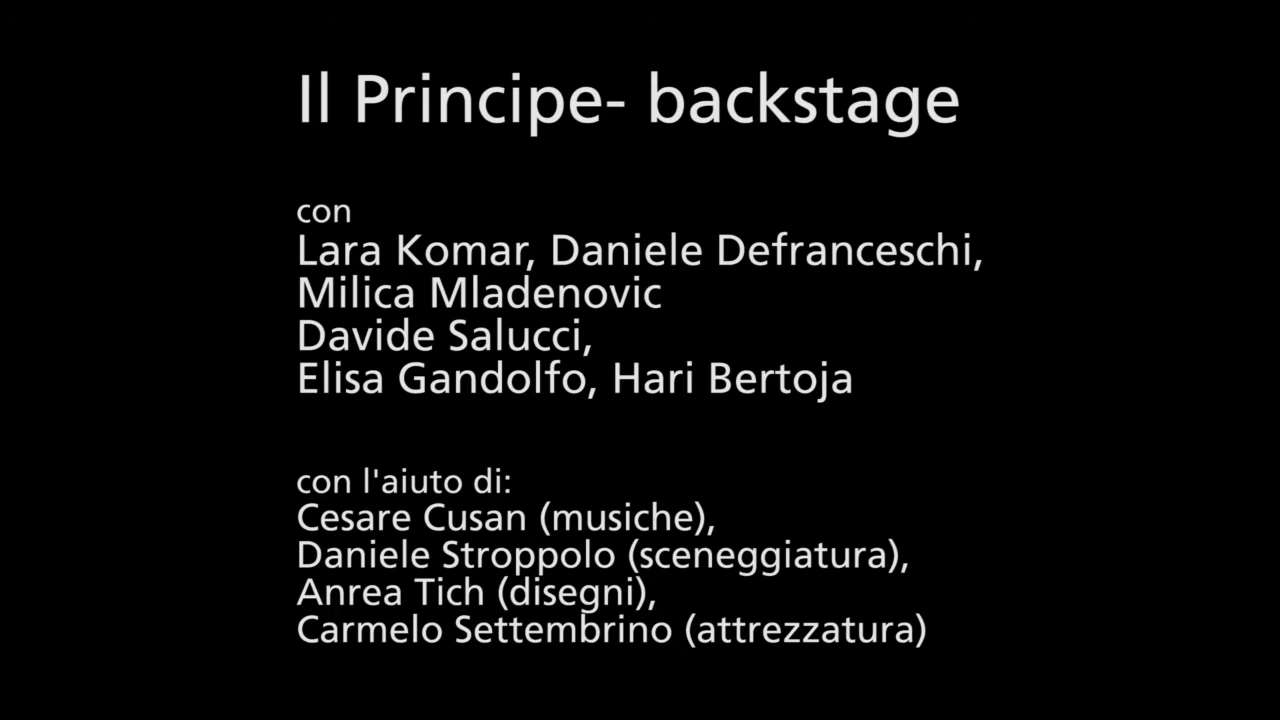 Il Principe- backstage
con
Lara Komar, Daniele Defranceschi,
Milica Mladenovic
Davide Salucci,
Elisa Gandolfo, Hari Bertoja
con l'aiuto di:
Cesare Cusan (musiche),
Daniele Stroppolo (sceneggiatura),
Anrea Tich (disegni),
Carmelo Settembrino (attrezzatura)